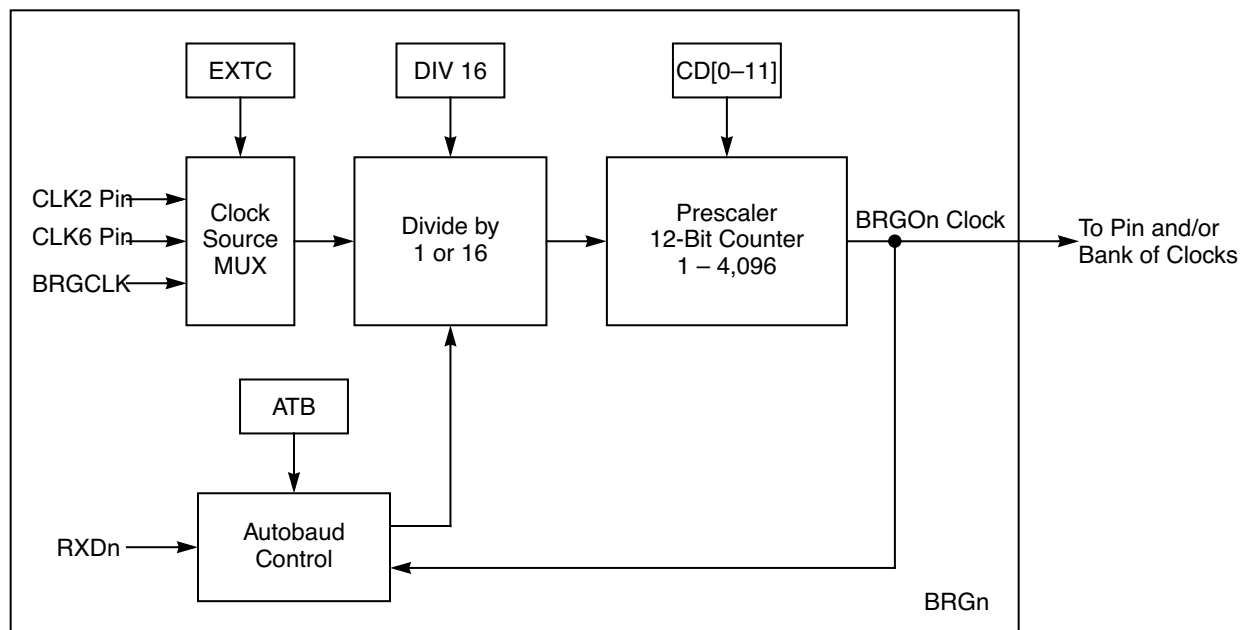 EXTC
DIV 16
CD[0–11]
CLK2 Pin
CLK6 Pin
BRGCLK
Clock
Source
MUX
Divide by
1 or 16
Prescaler
12-Bit Counter
1 – 4,096
BRGOn Clock
To Pin and/or
Bank of Clocks
ATB
RXDn
Autobaud
Control
BRGn